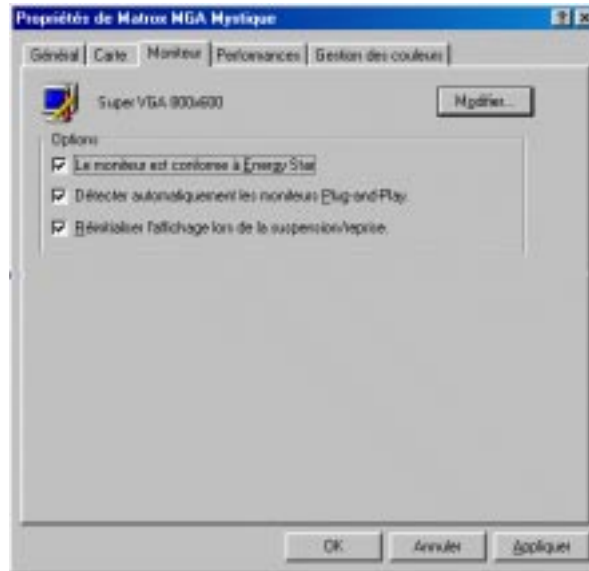 Propriétés de Matrox MGA Mystique
Général Carte Moniteur Performances Gestion des couleurs
Super VGA 800x600
Modifier...
Options
Le moniteur est conforme à Energy Star
Détecter automatiquement les moniteurs Plug-and-Play.
Réinitialiser l'affichage lors de la suspension/reprise.
OK Annuler Appliquer